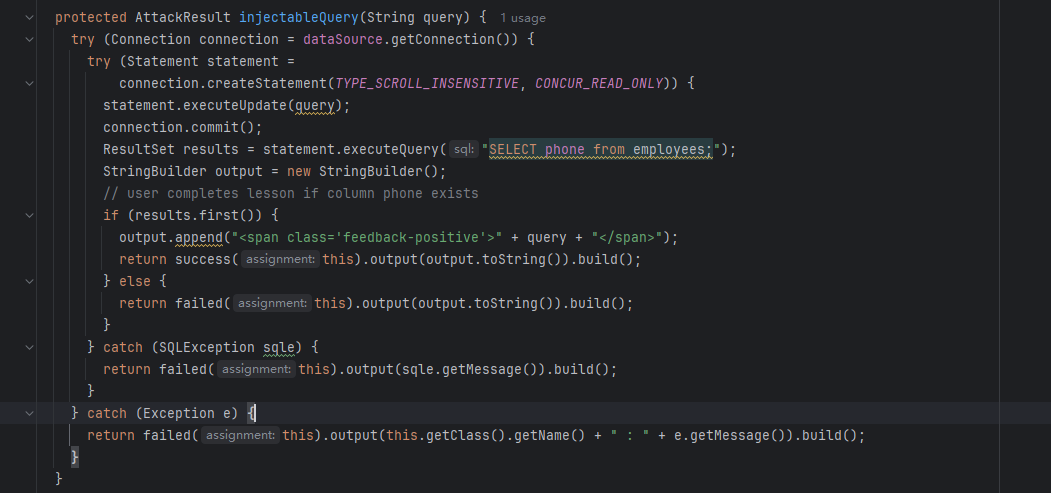 protected AttackResult injectableQuery(String query) { 1 usage
try (Connection connection = dataSource.getConnection()) {
try (Statement statement =
connection.createStatement(TYPE_SCROLL_INSENSITIVE, CONCUR_READ_ONLY)) {
statement.executeUpdate(query);
connection.commit();
ResultSet results = statement.executeQuery( sql: "SELECT phone from employees;");
StringBuilder output = new StringBuilder();
// user completes lesson if column phone exists
if (results.first()) {
output.append("<span class='feedback-positive'>" + query + "</span>");
return success( assignment: this).output(output.toString()).build();
} else {
return failed( assignment: this).output(output.toString()).build();
}
} catch (SQLException sqle) {
return failed( assignment: this).output(sqle.getMessage()).build();
}
} catch (Exception e) {
return failed( assignment: this).output(this.getClass().getName() + " : " + e.getMessage()).build();
}
}